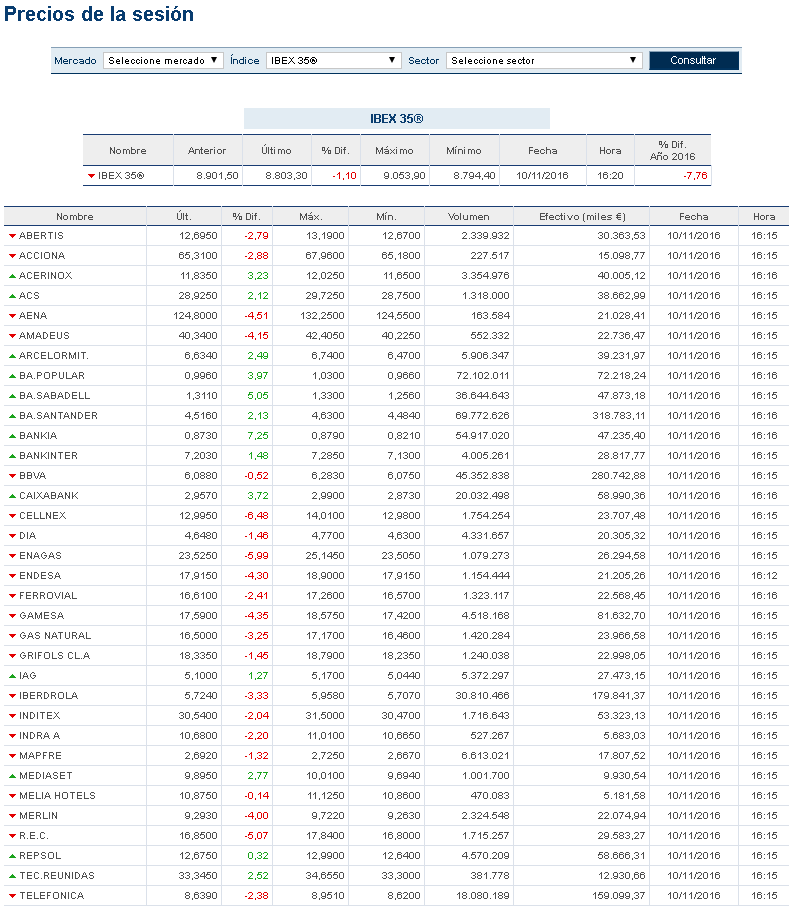 Precios de la sesión
Mercado Seleccione mercado Índice IBEX 35® Sector Seleccione sector Consultar
IBEX 35®
Nombre Anterior Último % Dif. Máximo Mínimo Fecha Hora % Dif. Año 2016
IBEX 35® 8.901,50 8.803,30 -1,10 9.053,90 8.794,40 10/11/2016 16:20 -7,76
Nombre Últ. % Dif. Máx. Mín. Volumen Efectivo (miles €) Fecha Hora
ABERTIS 12,6950 -2,79 13,1900 12,6700 2.339.932 30.363,53 10/11/2016 16:15
ACCIONA 65,3100 -2,88 67,9600 65,1800 227.517 15.098,77 10/11/2016 16:15
ACERINOX 11,8350 3,23 12,0250 11,6500 3.354.976 40.005,12 10/11/2016 16:16
ACS 28,9250 2,12 29,7250 28,7500 1.318.000 38.662,99 10/11/2016 16:15
AENA 124,8000 -4,51 132,2500 124,5500 163.584 21.028,41 10/11/2016 16:15
AMADEUS 40,3400 -4,15 42,4050 40,2250 552.332 22.736,47 10/11/2016 16:15
ARCELORMIT. 6,6340 2,49 6,7400 6,4700 5.906.347 39.231,97 10/11/2016 16:15
BA.POPULAR 0,9960 3,97 1,0300 0,9660 72.102.011 72.218,24 10/11/2016 16:16
BA.SABADELL 1,3110 5,05 1,3300 1,2560 36.644.643 47.873,18 10/11/2016 16:15
BA.SANTANDER 4,5160 2,13 4,6300 4,4840 69.772.626 318.783,11 10/11/2016 16:16
BANKIA 0,8730 7,25 0,8790 0,8210 54.917.020 47.235,40 10/11/2016 16:16
BANKINTER 7,2030 1,48 7,2850 7,1300 4.005.261 28.817,77 10/11/2016 16:15
BBVA 6,0880 -0,52 6,2830 6,0750 45.352.838 280.742,88 10/11/2016 16:15
CAIXABANK 2,9570 3,72 2,9900 2,8730 20.032.498 58.990,36 10/11/2016 16:16
CELLNEX 12,9950 -6,48 14,0100 12,9800 1.754.254 23.707,48 10/11/2016 16:15
DIA 4,6480 -1,46 4,7700 4,6300 4.331.657 20.305,32 10/11/2016 16:15
ENAGAS 23,5250 -5,99 25,1450 23,5050 1.079.273 26.294,58 10/11/2016 16:15
ENDESA 17,9150 -4,30 18,9000 17,9150 1.154.444 21.205,26 10/11/2016 16:12
FERROVIAL 16,6100 -2,41 17,2600 16,5700 1.323.117 22.568,45 10/11/2016 16:16
GAMESA 17,5900 -4,35 18,5750 17,4200 4.518.168 81.632,70 10/11/2016 16:15
GAS NATURAL 16,5000 -3,25 17,1700 16,4600 1.420.284 23.966,58 10/11/2016 16:15
GRIFOLS CL.A 18,3350 -1,45 18,7900 18,2350 1.240.038 22.998,05 10/11/2016 16:15
IAG 5,1000 1,27 5,1700 5,0440 5.372.297 27.473,15 10/11/2016 16:15
IBERDROLA 5,7240 -3,33 5,9580 5,7070 30.810.466 179.841,37 10/11/2016 16:15
INDITEX 30,5400 -2,04 31,5000 30,4700 1.716.643 53.323,13 10/11/2016 16:15
INDRA A 10,6800 -2,20 11,0100 10,6650 527.267 5.683,03 10/11/2016 16:15
MAPFRE 2,6920 -1,32 2,7250 2,6670 6.613.021 17.807,52 10/11/2016 16:15
MEDIASET 9,8950 2,77 10,0100 9,6940 1.001.700 9.930,54 10/11/2016 16:15
MELIA HOTELS 10,8750 -0,14 11,1250 10,8600 470.083 5.181,58 10/11/2016 16:15
MERLIN 9,2930 -4,00 9,7220 9,2630 2.324.548 22.074,94 10/11/2016 16:15
R.E.C. 16,8500 -5,07 17,8400 16,8000 1.715.257 29.583,27 10/11/2016 16:15
REPSOL 12,6750 0,32 12,9900 12,6400 4.570.209 58.666,31 10/11/2016 16:15
TEC.REUNIDAS 33,3450 2,52 34,6550 33,3000 381.778 12.930,66 10/11/2016 16:15
TELEFONICA 8,6390 -2,38 8,9510 8,6200 18.080.189 159.099,37 10/11/2016 16:15